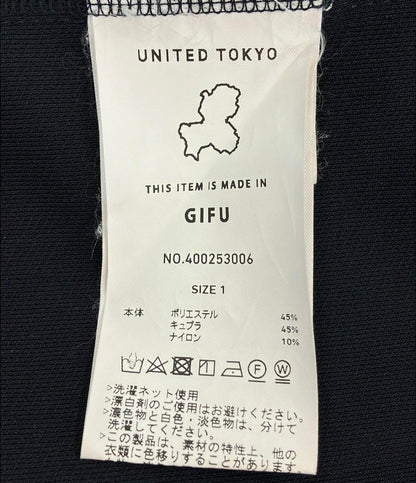 UNITED TOKYO
THIS ITEM IS MADE IN
GIFU
NO.400253006
SIZE 1
本体 ポリエステル 45%
キュプラ 45%
ナイロン 10%
F W
>洗濯ネット使用
>漂白剤のご使用はお避けください。
>濃色物と白色・淡色物は、分けて
洗濯してください。
>この製品は、素材の特性上、他の
衣類に色移りすることがあります。